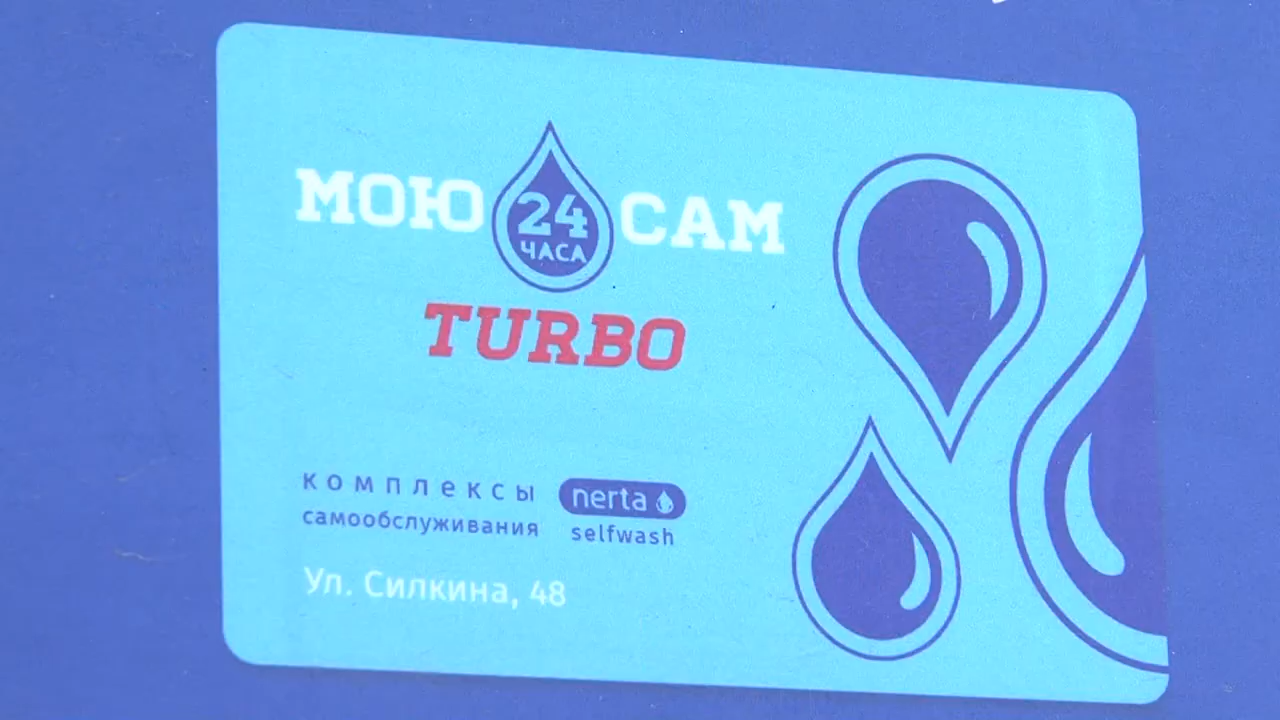 МОЮ 24 ЧАСА САМ
TURBO
комплексы nerta
самообслуживания selfwash
Ул. Силкина, 48